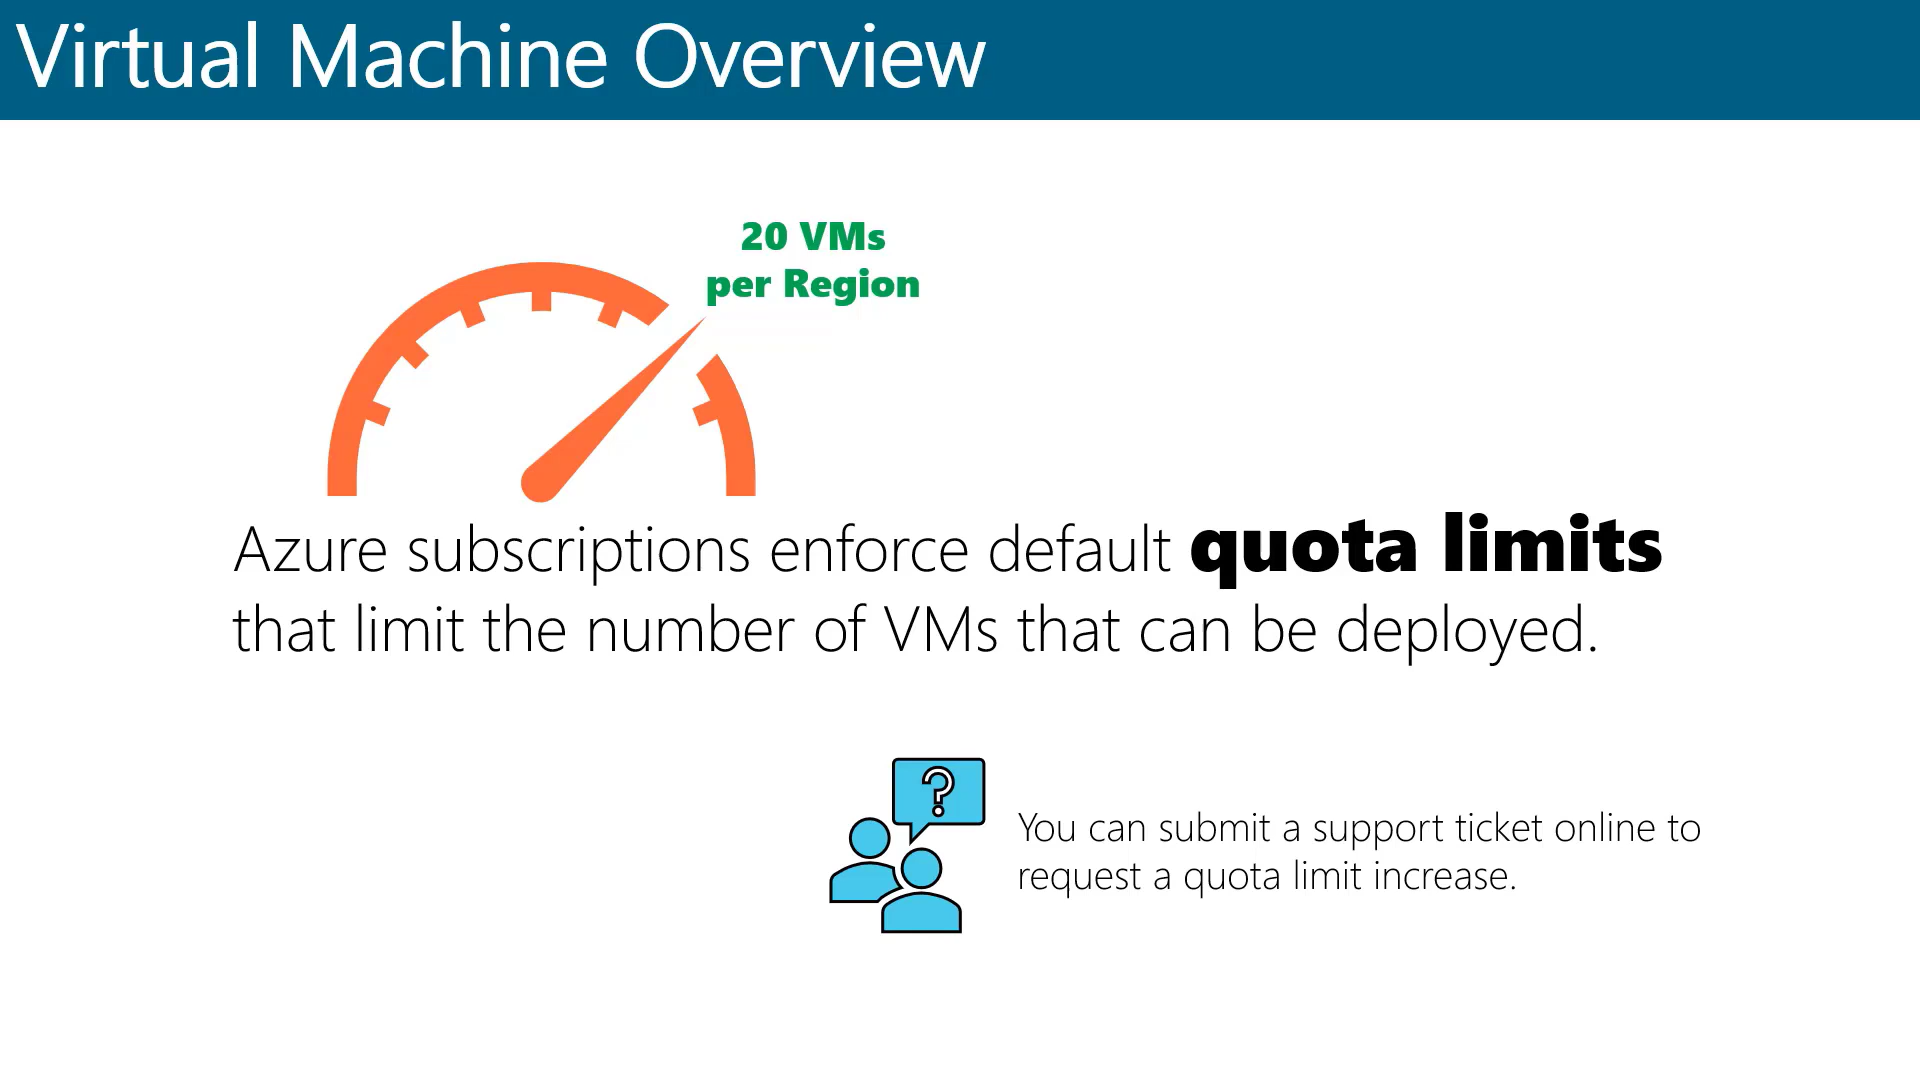 Virtual Machine Overview
20 VMs
per Region
Azure subscriptions enforce default quota limits
that limit the number of VMs that can be deployed.
?
You can submit a support ticket online to
request a quota limit increase.